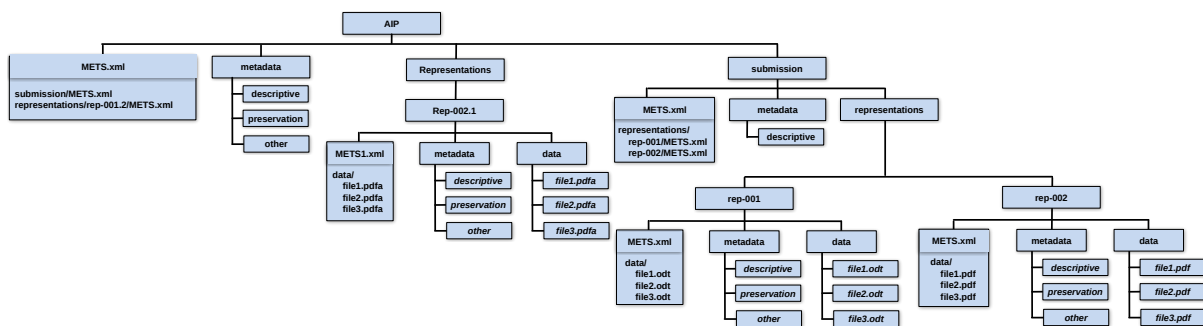 AIP
METS.xml
submission/METS.xml
representations/rep-001.2/METS.xml
metadata
descriptive
preservation
other
Representations
Rep-002.1
METS1.xml
data/
file1.pdfa
file2.pdfa
file3.pdfa
metadata
descriptive
preservation
other
data
file1.pdfa
file2.pdfa
file3.pdfa
submission
METS.xml
representations/
rep-001/METS.xml
rep-002/METS.xml
metadata
descriptive
representations
rep-001
METS.xml
data/
file1.odt
file2.odt
file3.odt
metadata
descriptive
preservation
other
data
file1.odt
file2.odt
file3.odt
rep-002
METS.xml
data/
file1.pdf
file2.pdf
file3.pdf
metadata
descriptive
preservation
other
data
file1.pdf
file2.pdf
file3.pdf